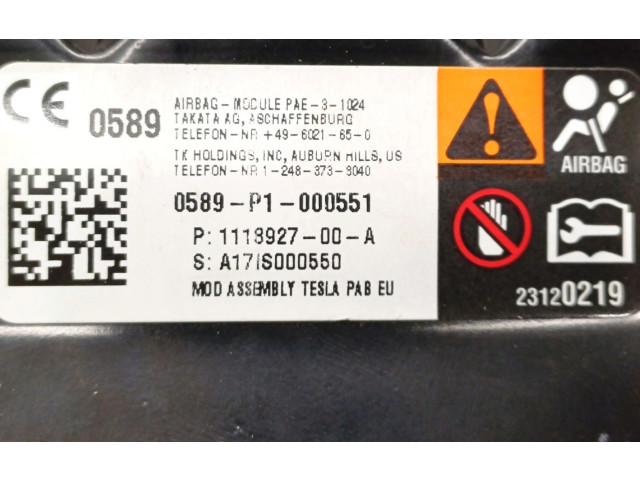 CE 0589
AIRBAG-MODULE PAE-3-1024
TAKATA AG, ASCHAFFENBURG
TELEFON-NR +49-6021-65-0
TK HOLDINGS, INC, AUBURN HILLS, US
TELEFON-NR 1-248-373-8040
0589-P1-000551
P: 1113927-00-A
S: A17IS000550
MOD ASSEMBLY TESLA PAB EU
AIRBAG
23120219